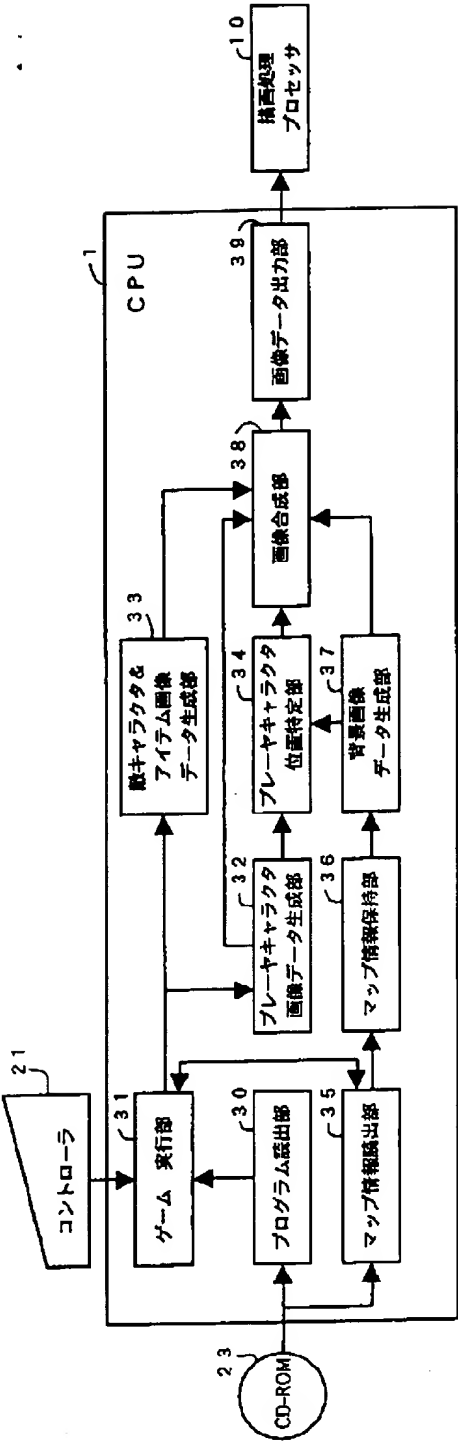 コントローラ
21
CD-ROM
23
1
CPU
ゲーム 実行部
31
プログラム読出部
30
マップ情報読出部
35
プレーヤキャラクタ
画像データ生成部
32
敵キャラクタ&
アイテム画像
データ生成部
33
プレーヤキャラクタ
位置特定部
34
マップ情報保持部
36
背景画像
データ生成部
37
画像合成部
38
画像データ出力部
39
描画処理
プロセッサ
10